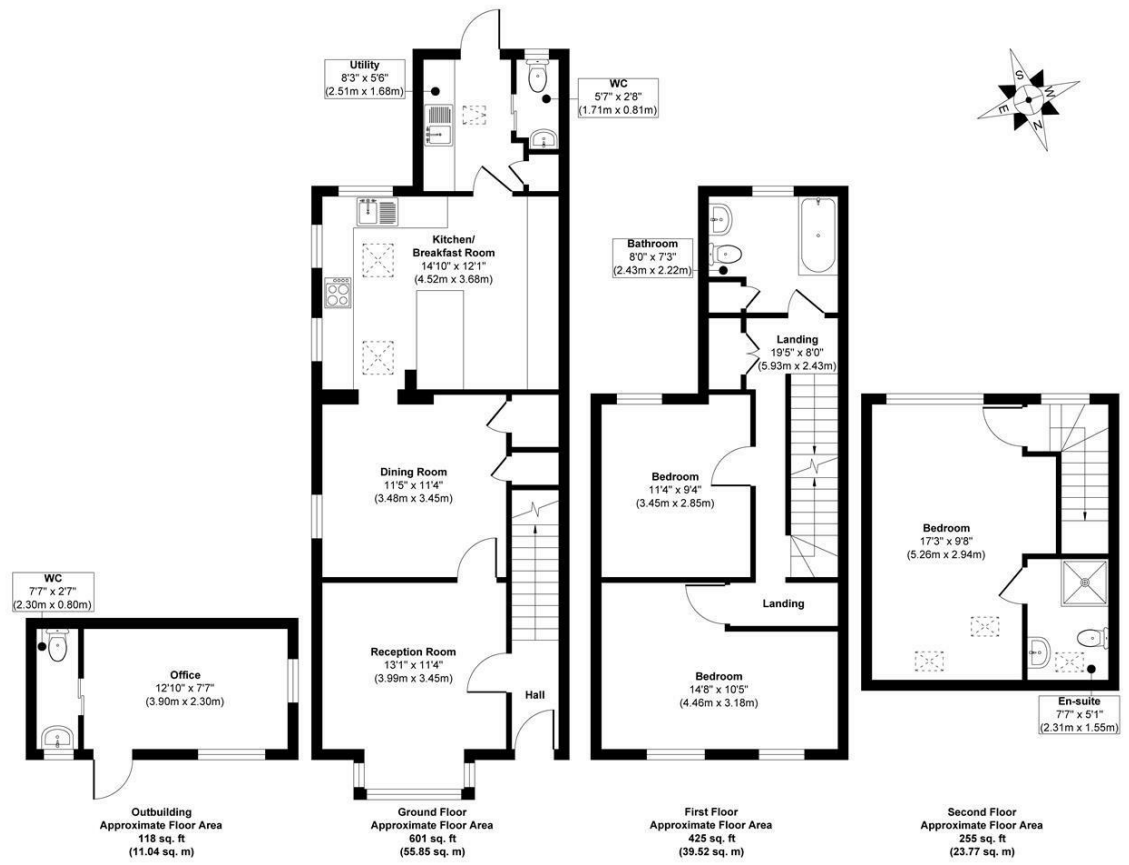 Utility
8'3" x 5'6"
(2.51m x 1.68m)
WC
5'7" x 2'8"
(1.71m x 0.81m)
S
W
E
N
Kitchen/
Breakfast Room
14'10" x 12'1"
(4.52m x 3.68m)
Bathroom
8'0" x 7'3"
(2.43m x 2.22m)
Landing
19'5" x 8'0"
(5.93m x 2.43m)
Dining Room
11'5" x 11'4"
(3.48m x 3.45m)
Bedroom
11'4" x 9'4"
(3.45m x 2.85m)
Bedroom
17'3" x 9'8"
(5.26m x 2.94m)
WC
7'7" x 2'7"
(2.30m x 0.80m)
Office
12'10" x 7'7"
(3.90m x 2.30m)
Reception Room
13'1" x 11'4"
(3.99m x 3.45m)
Hall
Landing
Bedroom
14'8" x 10'5"
(4.46m x 3.18m)
En-suite
7'7" x 5'1"
(2.31m x 1.55m)
Outbuilding
Approximate Floor Area
118 sq. ft
(11.04 sq. m)
Ground Floor
Approximate Floor Area
601 sq. ft
(55.85 sq. m)
First Floor
Approximate Floor Area
425 sq. ft
(39.52 sq. m)
Second Floor
Approximate Floor Area
255 sq. ft
(23.77 sq. m)